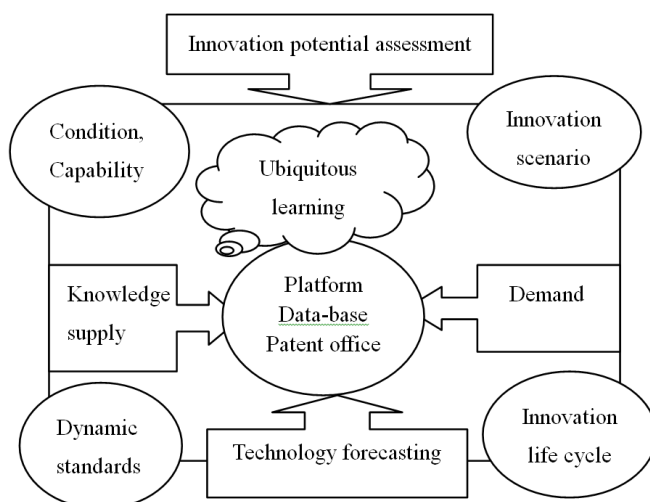 Innovation potential assessment
Condition,
Capability
Innovation
scenario
Ubiquitous
learning
Knowledge
supply
Platform
Data-base
Patent office
Demand
Dynamic
standards
Technology forecasting
Innovation
life cycle